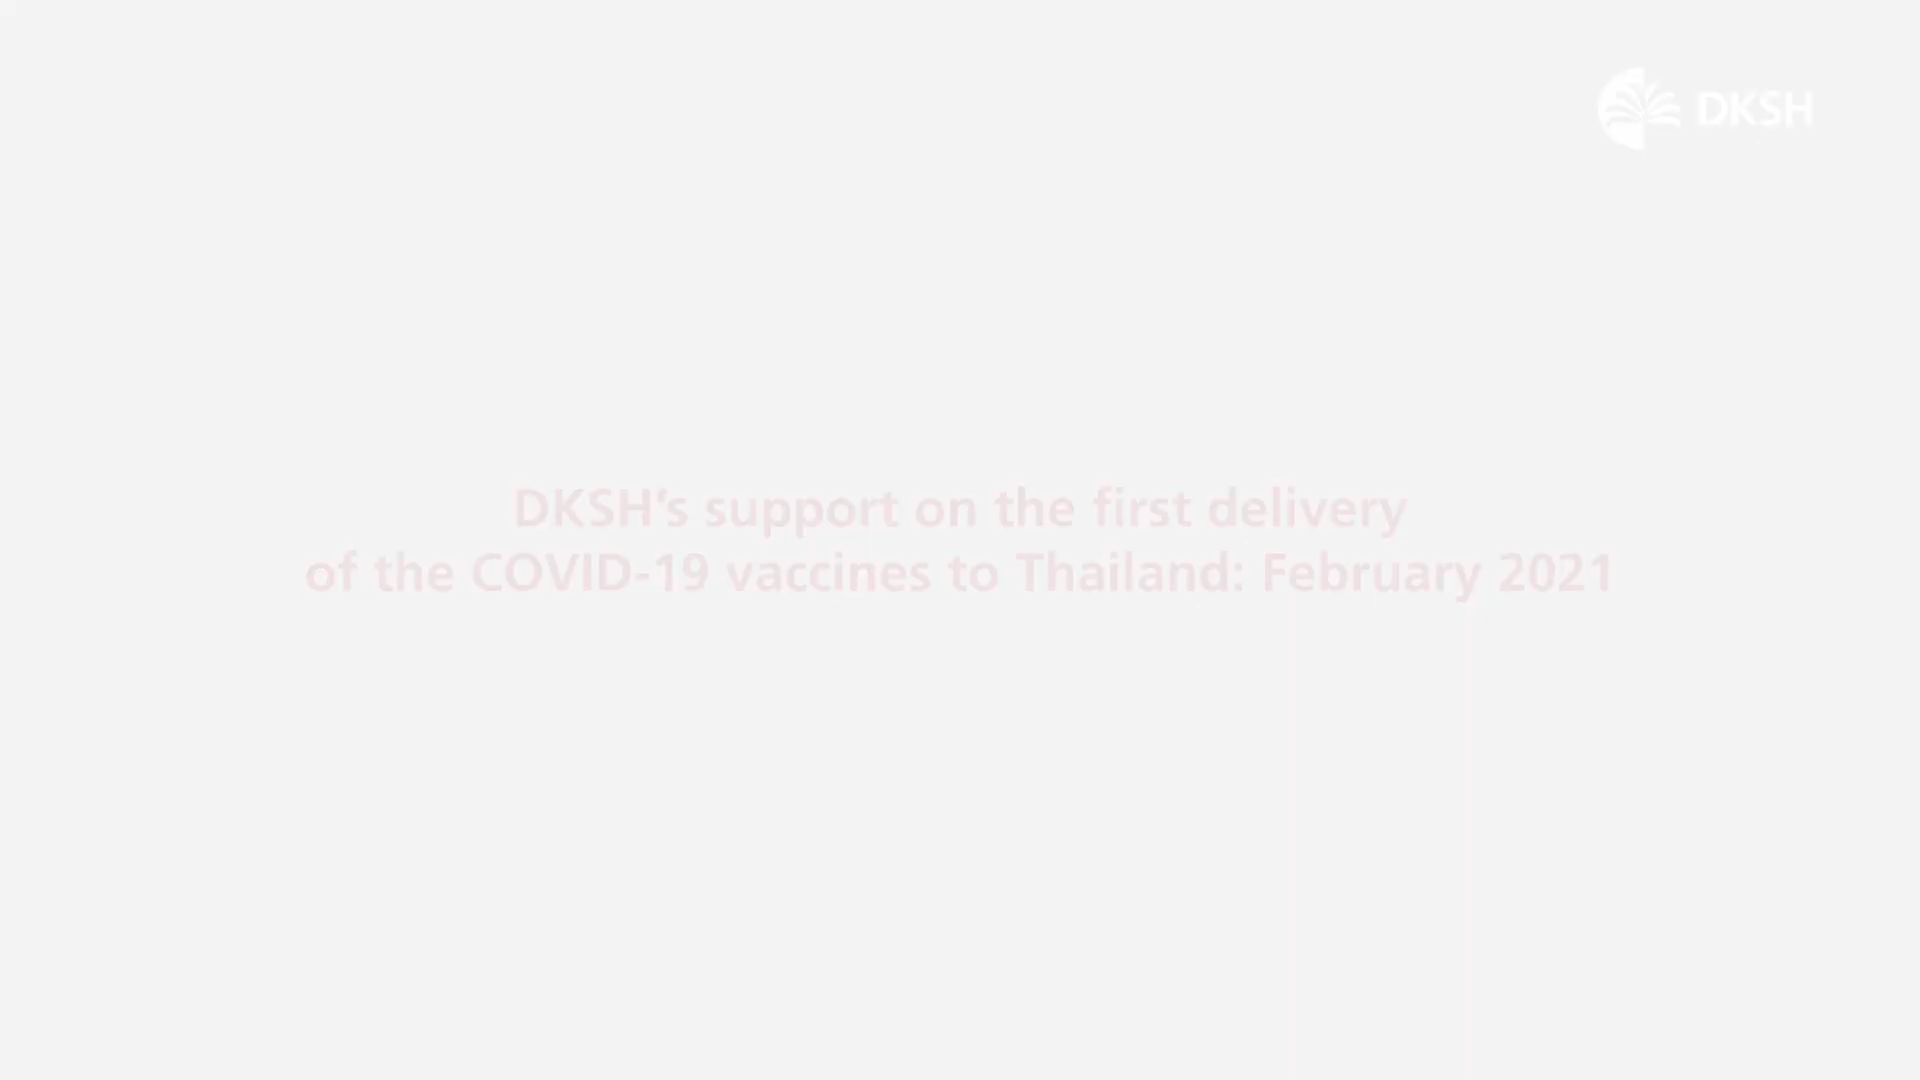 DKSH
DKSH's support on the first delivery
of the COVID-19 vaccines to Thailand: February 2021